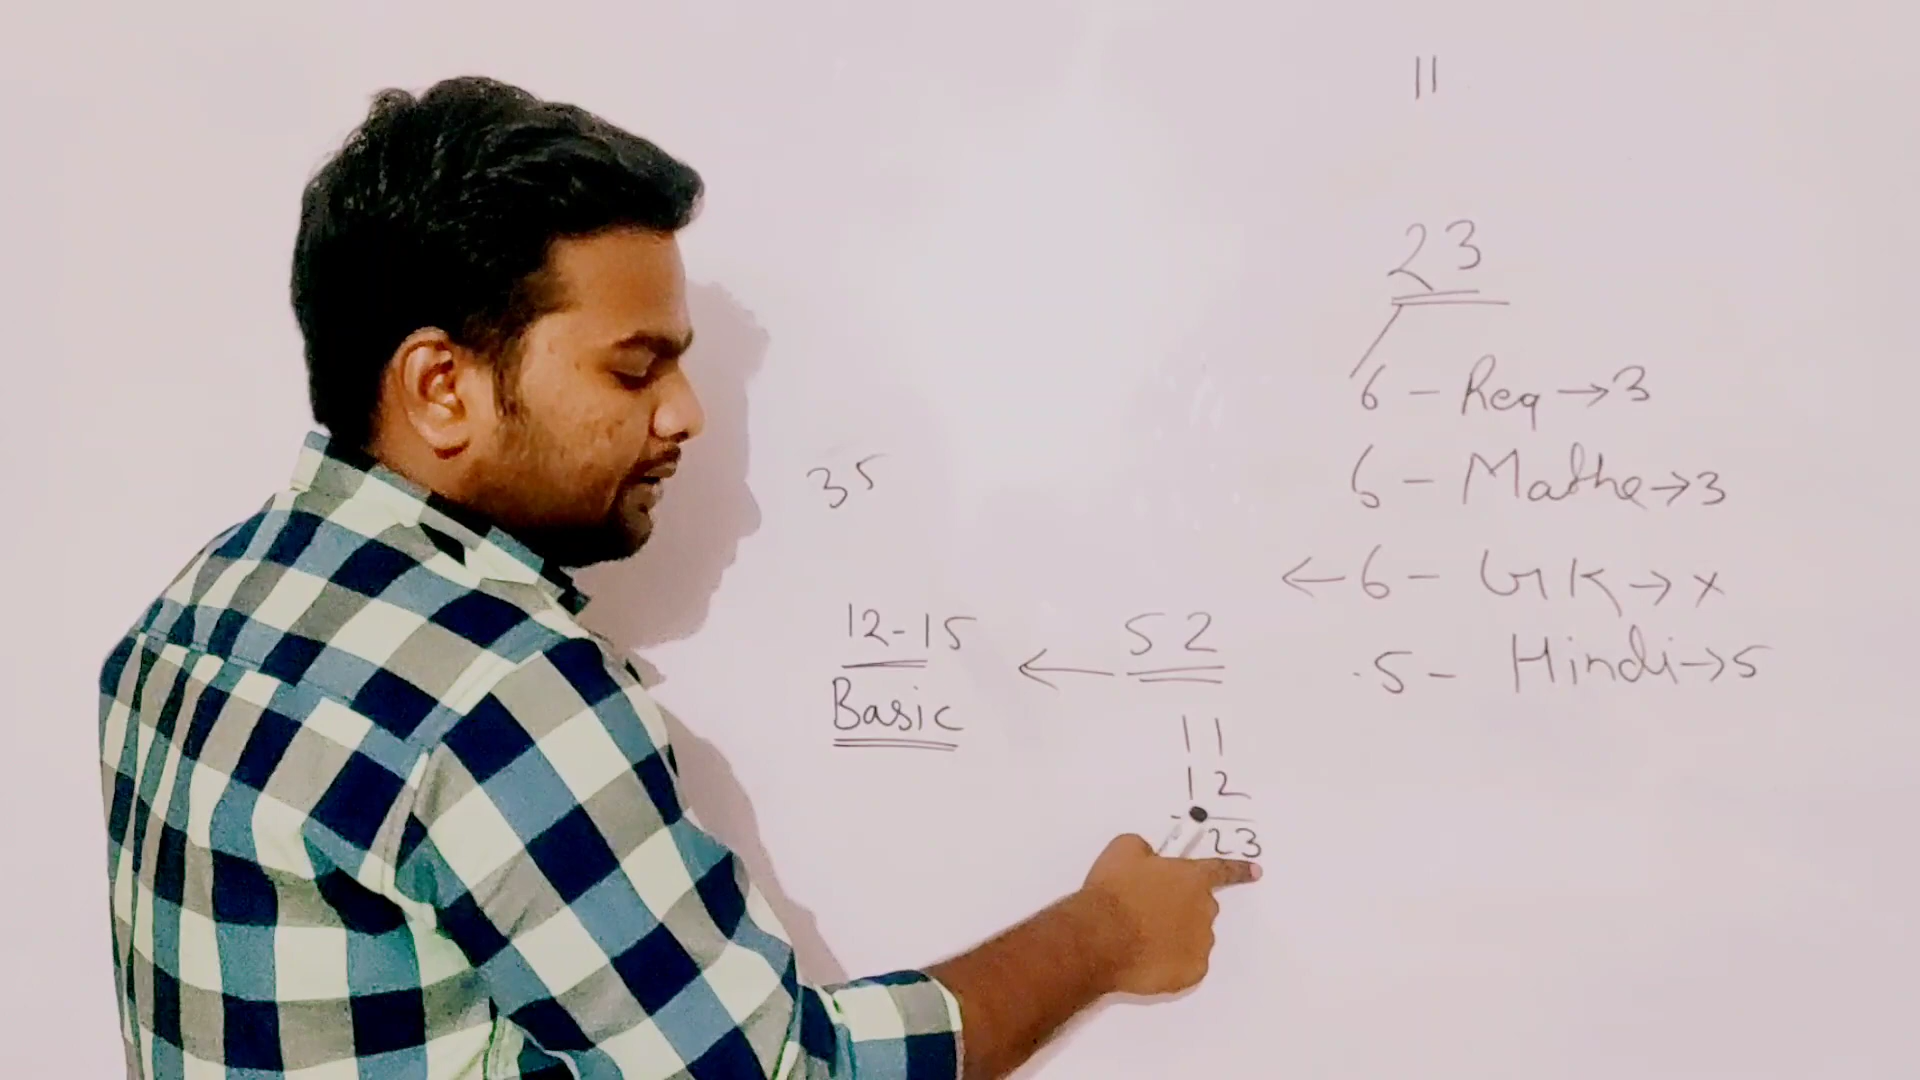 11
23
6 - Req → 3
6 - Maths → 3
← 6 - GK → x
5 - Hindi → 5
35
12-15 ← 52
Basic
11
12
23